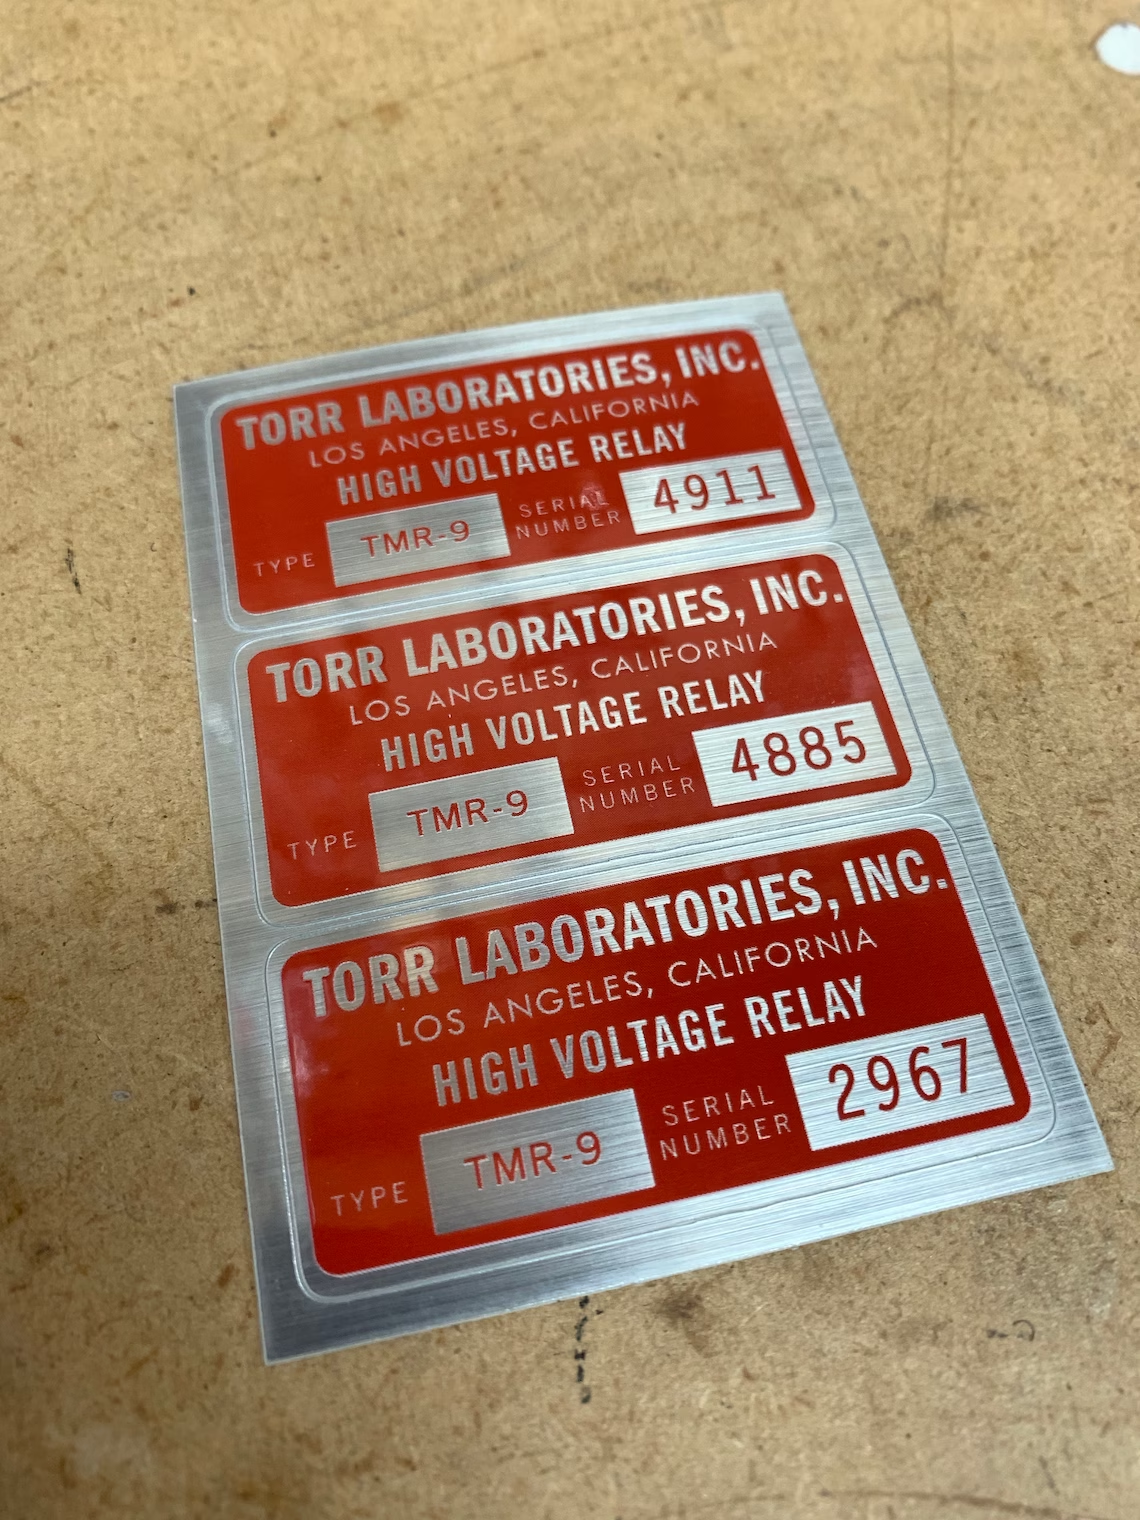 TORR LABORATORIES, INC.
LOS ANGELES, CALIFORNIA
HIGH VOLTAGE RELAY
TYPE TMR-9 SERIAL NUMBER 4911
TORR LABORATORIES, INC.
LOS ANGELES, CALIFORNIA
HIGH VOLTAGE RELAY
TYPE TMR-9 SERIAL NUMBER 4885
TORR LABORATORIES, INC.
LOS ANGELES, CALIFORNIA
HIGH VOLTAGE RELAY
TYPE TMR-9 SERIAL NUMBER 2967